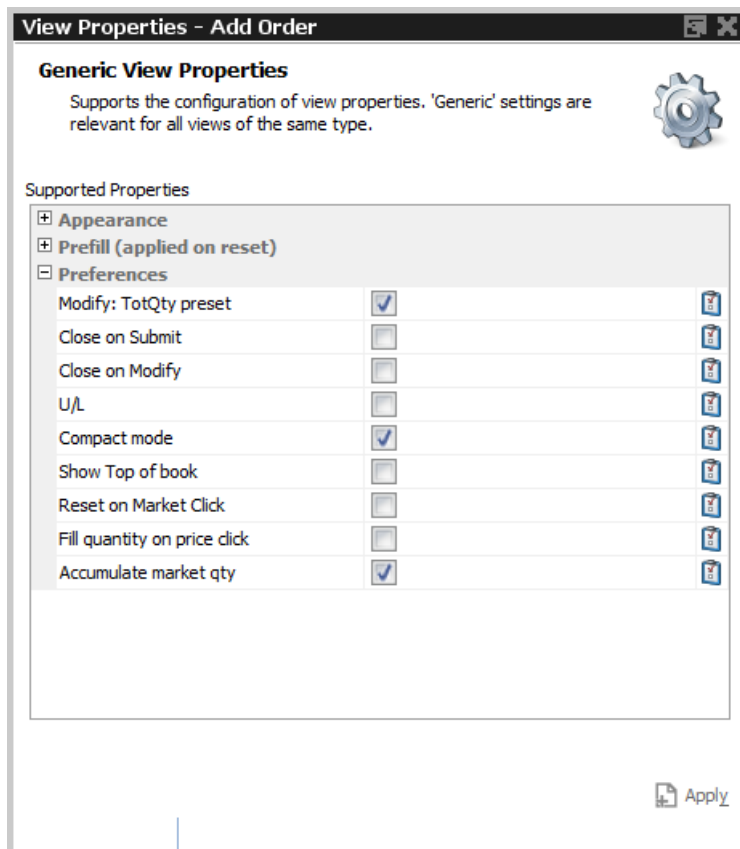 View Properties - Add Order
Generic View Properties
Supports the configuration of view properties. 'Generic' settings are
relevant for all views of the same type.
Supported Properties
Appearance
Prefill (applied on reset)
Preferences
Modify: TotQty preset
Close on Submit
Close on Modify
U/L
Compact mode
Show Top of book
Reset on Market Click
Fill quantity on price click
Accumulate market qty
Apply